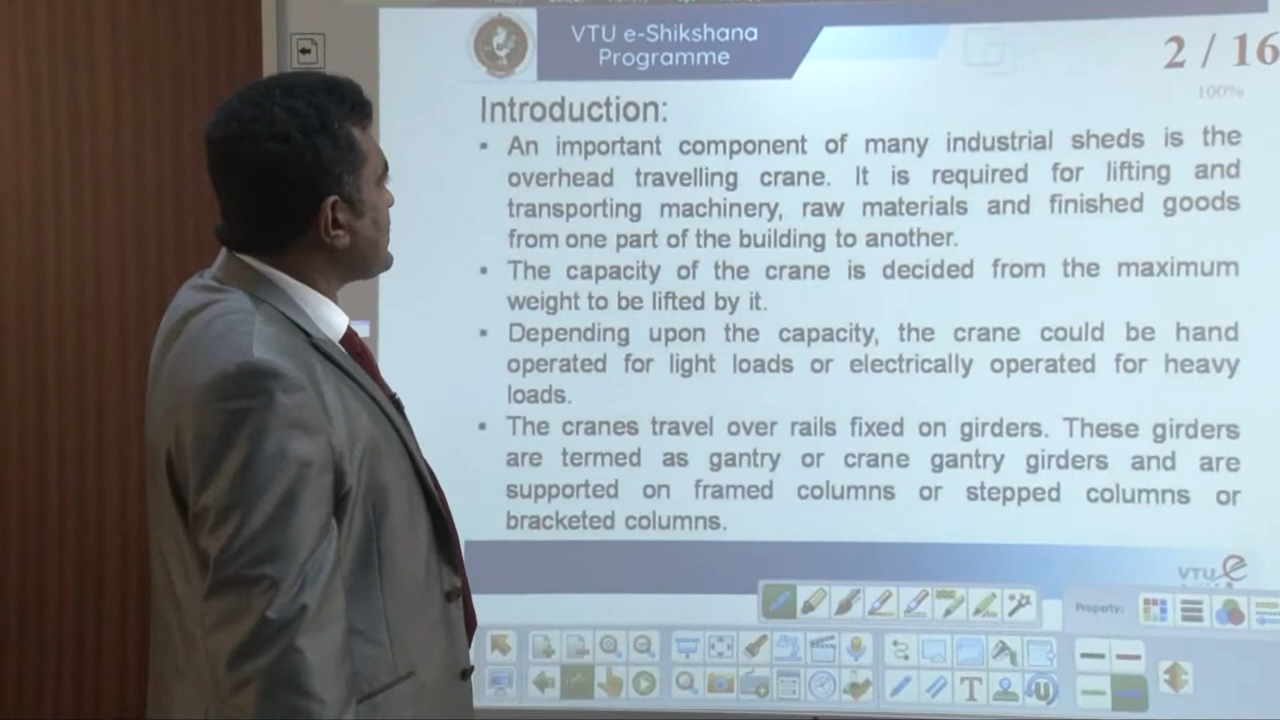 VTU e-Shikshana
Programme
2 / 16
100%
Introduction:
▪ An important component of many industrial sheds is the
overhead travelling crane. It is required for lifting and
transporting machinery, raw materials and finished goods
from one part of the building to another.
▪ The capacity of the crane is decided from the maximum
weight to be lifted by it.
▪ Depending upon the capacity, the crane could be hand
operated for light loads or electrically operated for heavy
loads.
▪ The cranes travel over rails fixed on girders. These girders
are termed as gantry or crane gantry girders and are
supported on framed columns or stepped columns or
bracketed columns.
VTU e